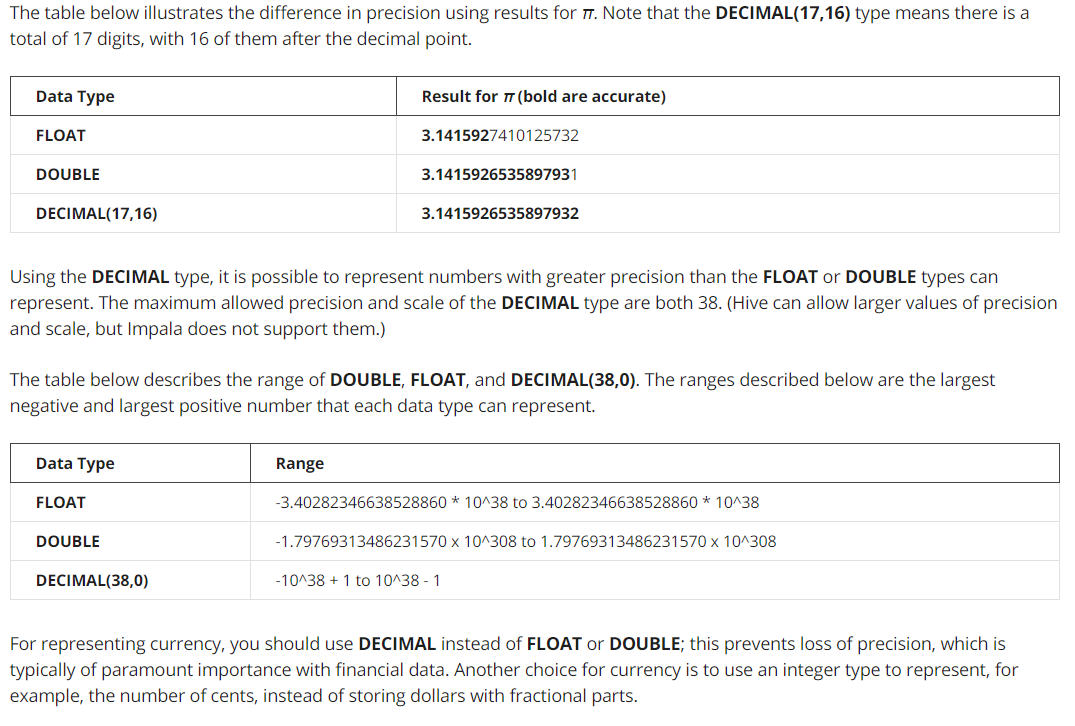 The table below illustrates the difference in precision using results for π. Note that the DECIMAL(17,16) type means there is a
total of 17 digits, with 16 of them after the decimal point.
Data Type Result for π (bold are accurate)
FLOAT 3.1415927410125732
DOUBLE 3.1415926535897931
DECIMAL(17,16) 3.1415926535897932
Using the DECIMAL type, it is possible to represent numbers with greater precision than the FLOAT or DOUBLE types can
represent. The maximum allowed precision and scale of the DECIMAL type are both 38. (Hive can allow larger values of precision
and scale, but Impala does not support them.)
The table below describes the range of DOUBLE, FLOAT, and DECIMAL(38,0). The ranges described below are the largest
negative and largest positive number that each data type can represent.
Data Type Range
FLOAT -3.40282346638528860 * 10^38 to 3.40282346638528860 * 10^38
DOUBLE -1.79769313486231570 x 10^308 to 1.79769313486231570 x 10^308
DECIMAL(38,0) -10^38 + 1 to 10^38 - 1
For representing currency, you should use DECIMAL instead of FLOAT or DOUBLE; this prevents loss of precision, which is
typically of paramount importance with financial data. Another choice for currency is to use an integer type to represent, for
example, the number of cents, instead of storing dollars with fractional parts.